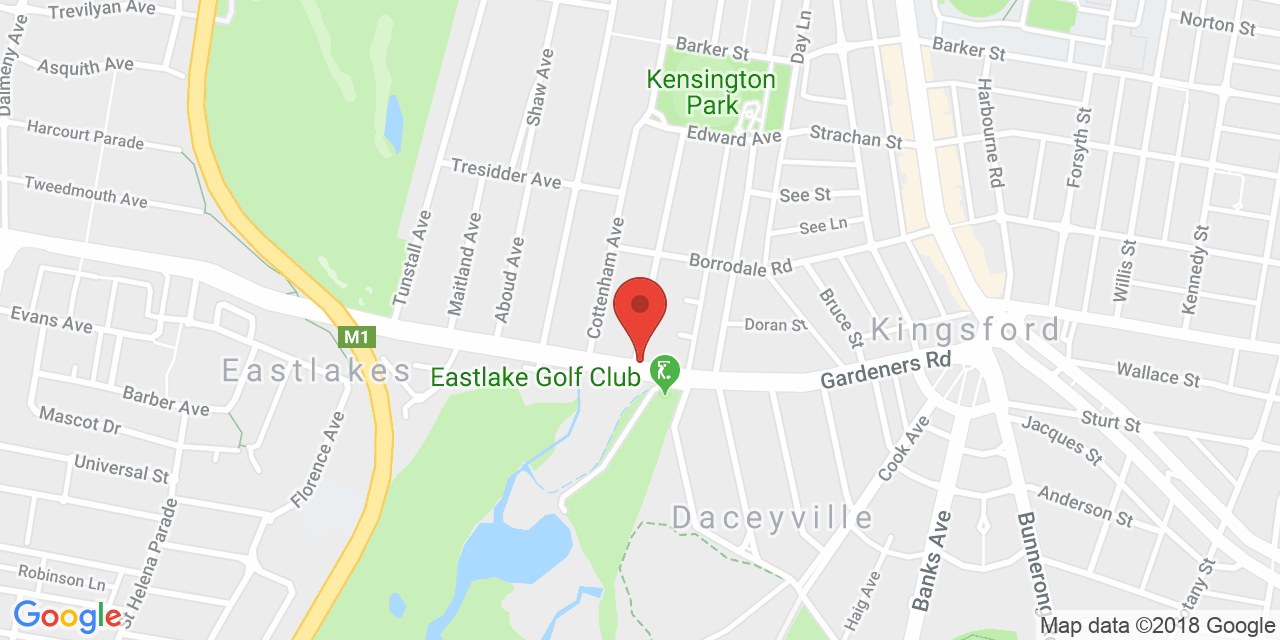 Trevilyan Ave
Dalmeny Ave
Asquith Ave
Harcourt Parade
Tweedmouth Ave
Shaw Ave
Barker St
Day Ln
Kensington
Park
Edward Ave
Strachan St
Barker St
Norton St
Harbourne Rd
Forsyth St
Tresidder Ave
See St
See Ln
Tunstall Ave
Maitland Ave
Aboud Ave
Cottenham Ave
Borrodale Rd
Willis St
Kennedy St
Evans Ave
M1
Doran St
Bruce St
Kingsford
Eastlakes
Eastlake Golf Club
Gardeners Rd
Wallace St
Barber Ave
Mascot Dr
Florence Ave
Universal St
Cook Ave
Sturt St
Jacques St
Anderson St
Daceyville
St Helena Parade
Banks Ave
Bunnerong
Robinson Ln
Haig Ave
otany St
Google
Map data ©2018 Google